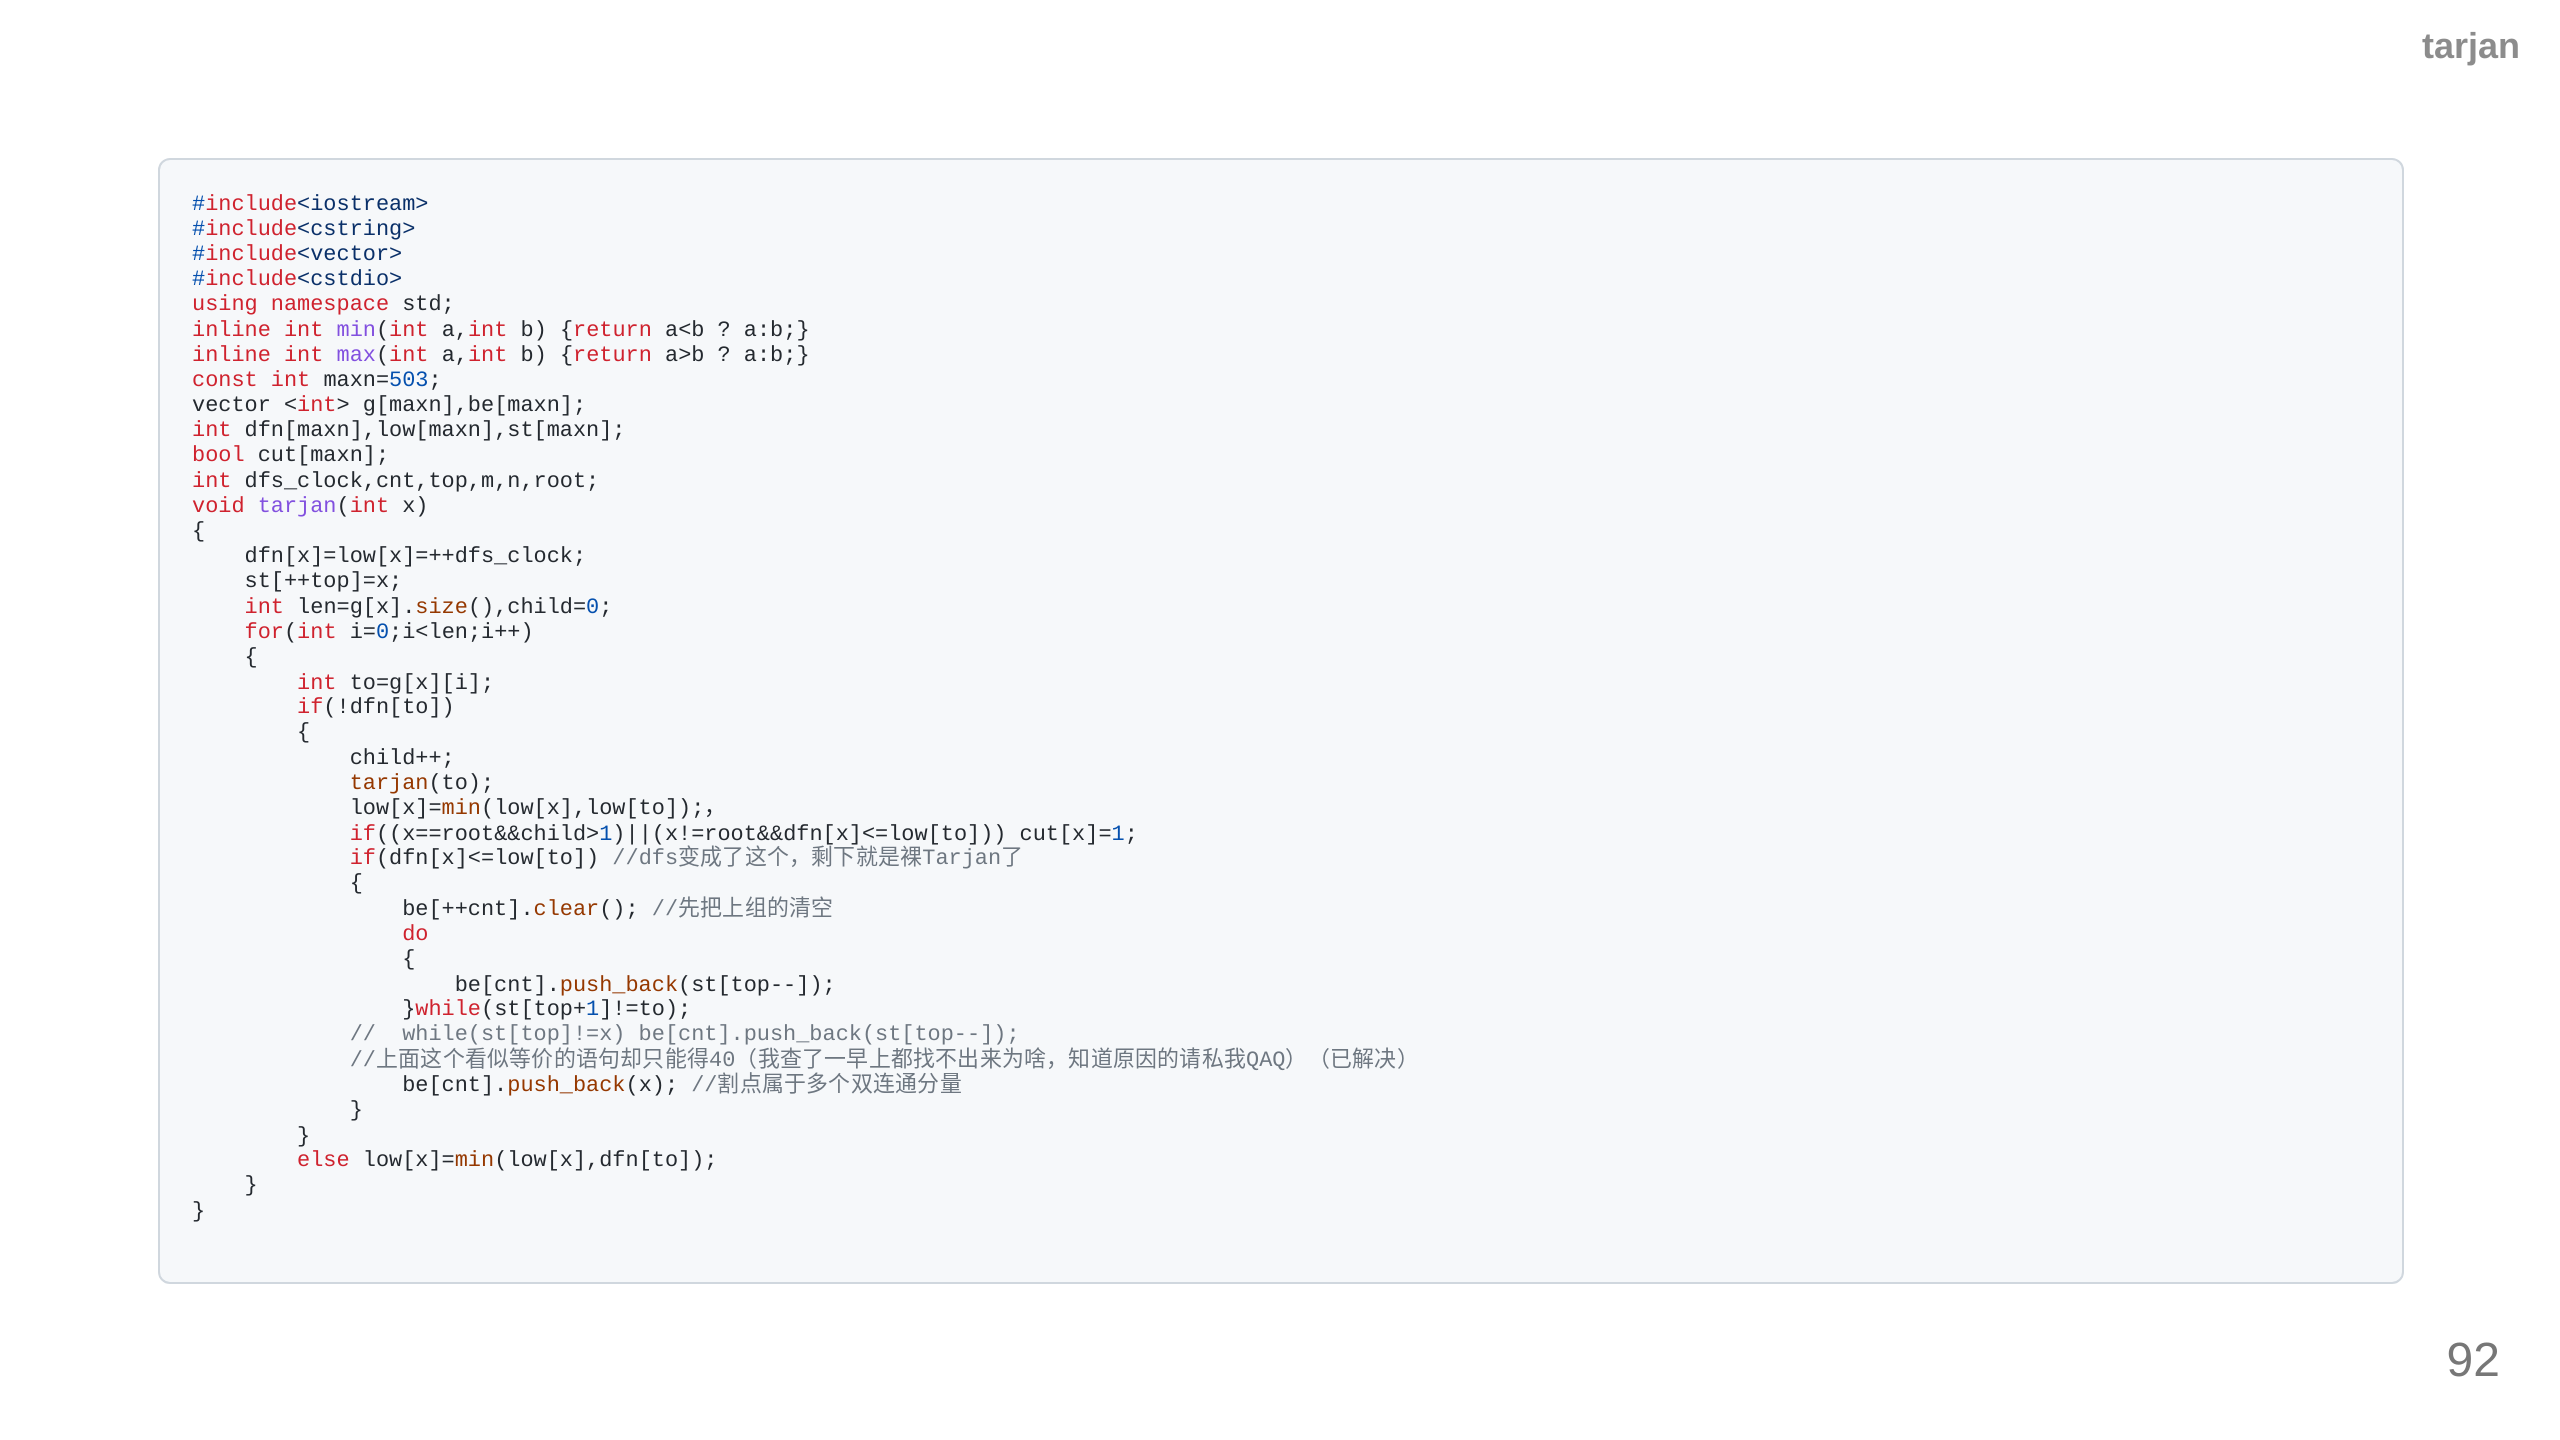 tarjan
#include<iostream>
#include<cstring>
#include<vector>
#include<cstdio>
using namespace std;
inline int min(int a,int b) {return a<b ? a:b;}
inline int max(int a,int b) {return a>b ? a:b;}
const int maxn=503;
vector <int> g[maxn],be[maxn];
int dfn[maxn],low[maxn],st[maxn];
bool cut[maxn];
int dfs_clock,cnt,top,m,n,root;
void tarjan(int x)
{
    dfn[x]=low[x]=++dfs_clock;
    st[++top]=x;
    int len=g[x].size(),child=0;
    for(int i=0;i<len;i++)
    {
        int to=g[x][i];
        if(!dfn[to])
        {
            child++;
            tarjan(to);
            low[x]=min(low[x],low[to]);,
            if((x==root&&child>1)||(x!=root&&dfn[x]<=low[to])) cut[x]=1;
            if(dfn[x]<=low[to]) //dfs变成了这个，剩下就是裸Tarjan了
            {
                be[++cnt].clear(); //先把上组的清空
                do
                {
                    be[cnt].push_back(st[top--]);
                }while(st[top+1]!=to);
            //  while(st[top]!=x) be[cnt].push_back(st[top--]);
            //上面这个看似等价的语句却只能得40（我查了一早上都找不出来为啥，知道原因的请私我QAQ）（已解决）
                be[cnt].push_back(x); //割点属于多个双连通分量
            }
        }
        else low[x]=min(low[x],dfn[to]);
    }
}
92